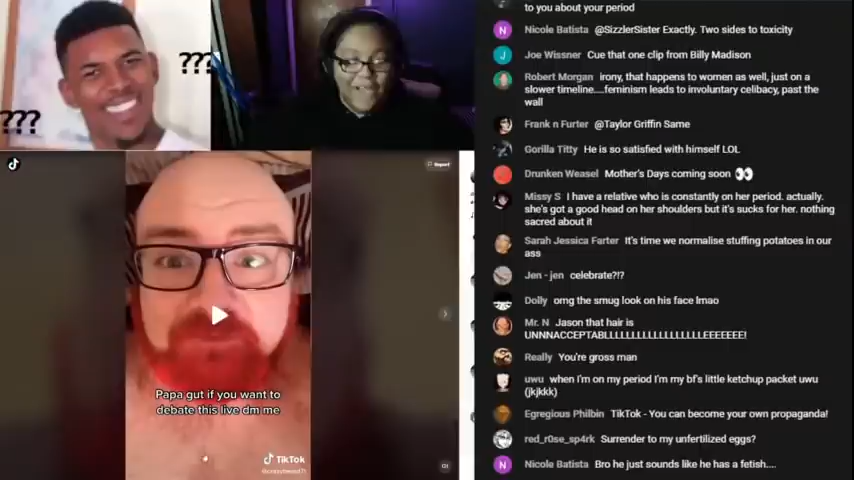 ???
???
Report
Papa gut if you want to
debate this live dm me
TikTok
to you about your period
N Nicole Batista @SizzlerSister Exactly. Two sides to toxicity
J Joe Wissner Cue that one clip from Billy Madison
Robert Morgan irony, that happens to women as well, just on a
slower timeline....feminism leads to involuntary celibacy, past the
wall
Frank n Furter @Taylor Griffin Same
Gorilla Titty He is so satisfied with himself LOL
Drunken Weasel Mother's Days coming soon 👀
Missy S I have a relative who is constantly on her period. actually.
she's got a good head on her shoulders but it's sucks for her. nothing
sacred about it
Sarah Jessica Farter It's time we normalise stuffing potatoes in our
ass
Jen - jen celebrate?!?
Dolly omg the smug look on his face lmao
Mr. N Jason that hair is
Really You're gross man
uwu when I'm on my period I'm my bf's little ketchup packet uwu
(jkjkkk)
Egregious Philbin TikTok - You can become your own propaganda!
red_r0se_sp4rk Surrender to my unfertilized eggs?
N Nicole Batista Bro he just sounds like he has a fetish....